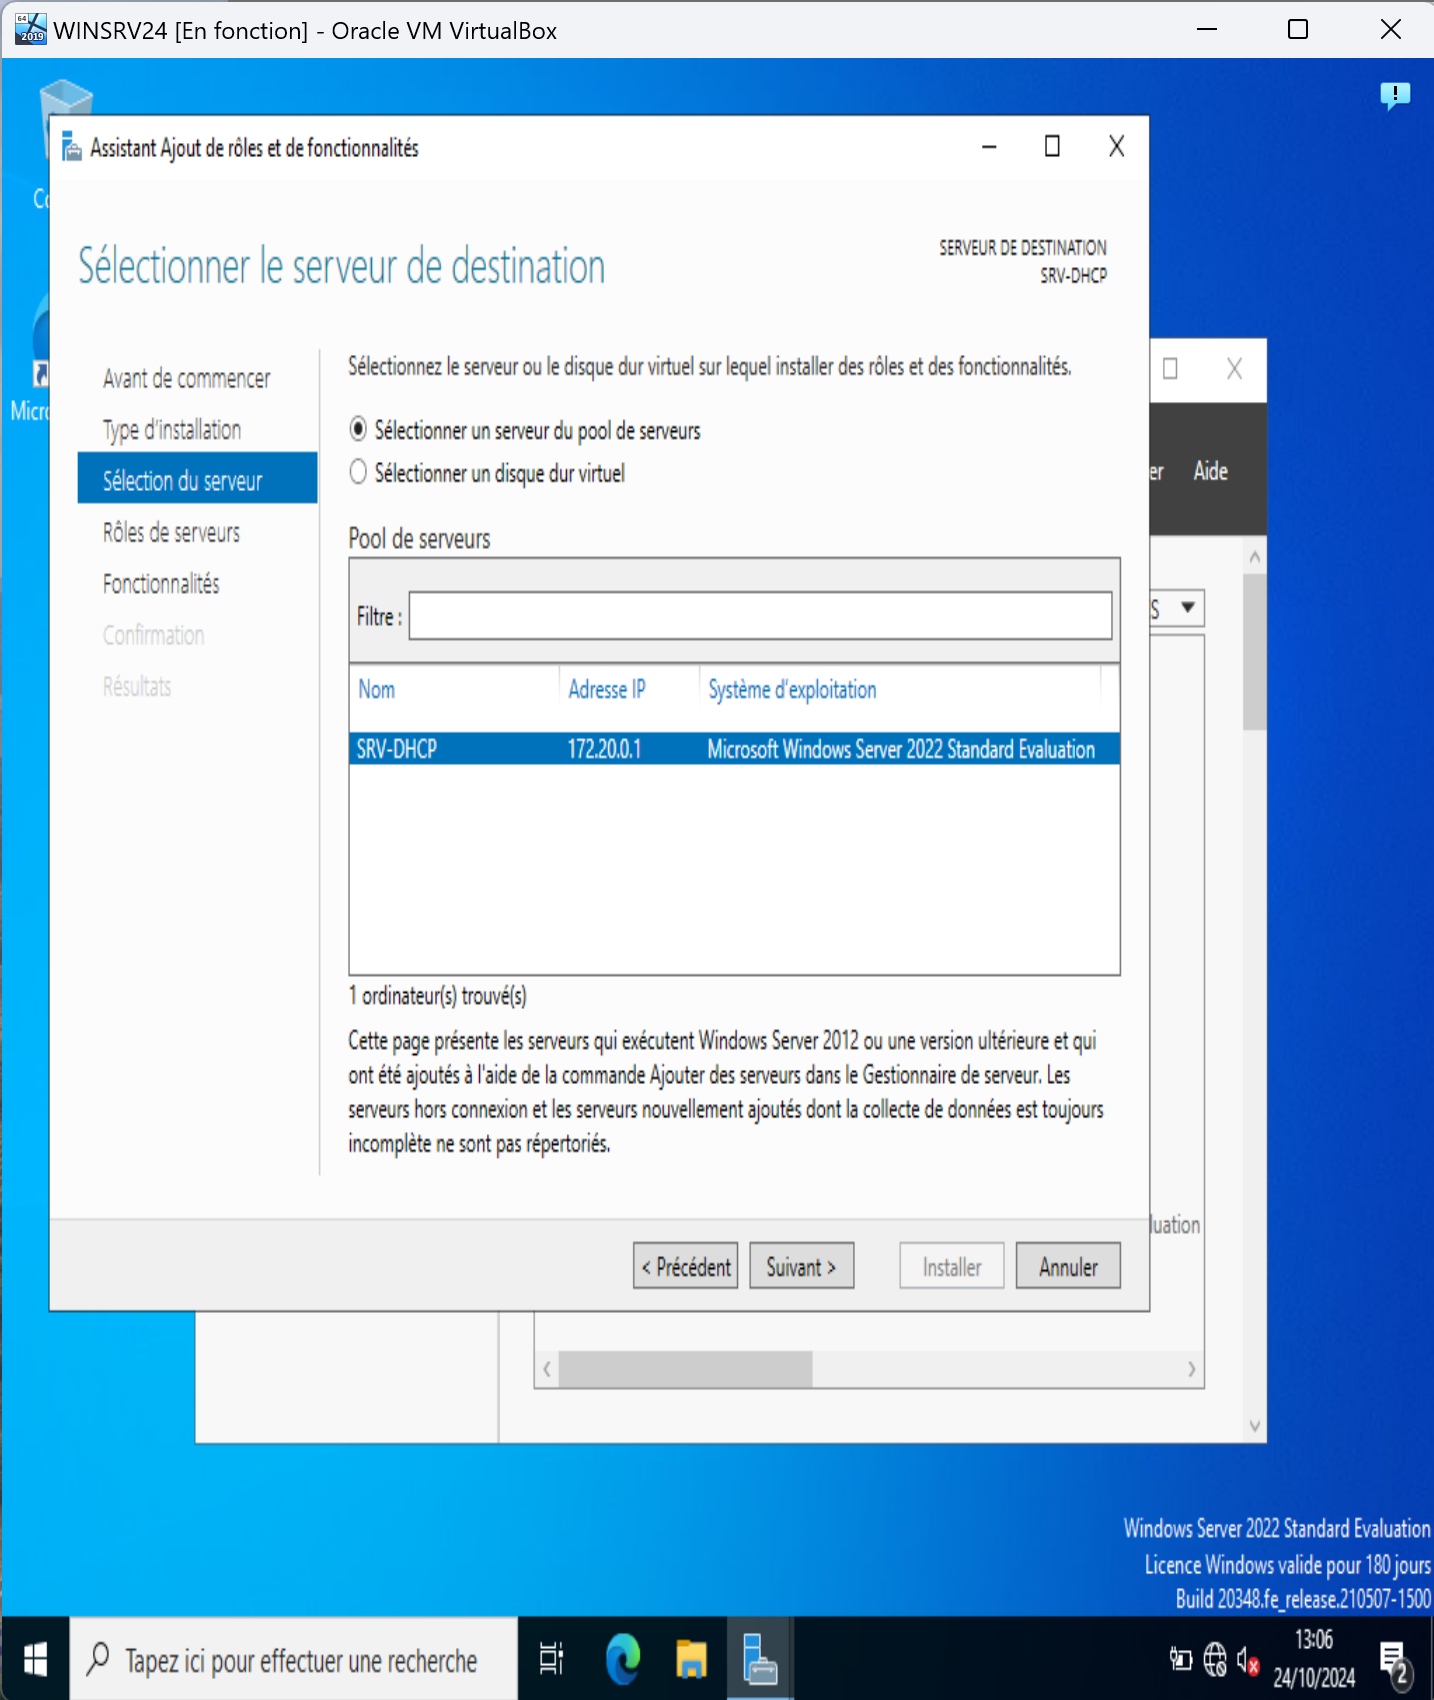 WINSRV24 [En fonction] - Oracle VM VirtualBox
Assistant Ajout de rôles et de fonctionnalités
Sélectionner le serveur de destination
SERVEUR DE DESTINATION
SRV-DHCP
Avant de commencer
Type d'installation
Sélection du serveur
Rôles de serveurs
Fonctionnalités
Confirmation
Résultats
Sélectionnez le serveur ou le disque dur virtuel sur lequel installer des rôles et des fonctionnalités.
Sélectionner un serveur du pool de serveurs
Sélectionner un disque dur virtuel
Pool de serveurs
Filtre :
Nom Adresse IP Système d'exploitation
SRV-DHCP 172.20.0.1 Microsoft Windows Server 2022 Standard Evaluation
1 ordinateur(s) trouvé(s)
Cette page présente les serveurs qui exécutent Windows Server 2012 ou une version ultérieure et qui
ont été ajoutés à l'aide de la commande Ajouter des serveurs dans le Gestionnaire de serveur. Les
serveurs hors connexion et les serveurs nouvellement ajoutés dont la collecte de données est toujours
incomplète ne sont pas répertoriés.
< Précédent Suivant > Installer Annuler
er Aide
S
luation
Co
Micro
Windows Server 2022 Standard Evaluation
Licence Windows valide pour 180 jours
Build 20348.fe_release.210507-1500
Tapez ici pour effectuer une recherche
13:06
24/10/2024
2
64
2019